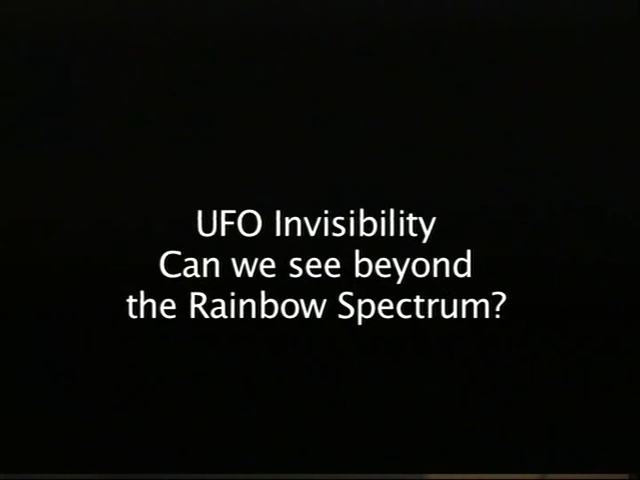 UFO Invisibility
Can we see beyond
the Rainbow Spectrum?